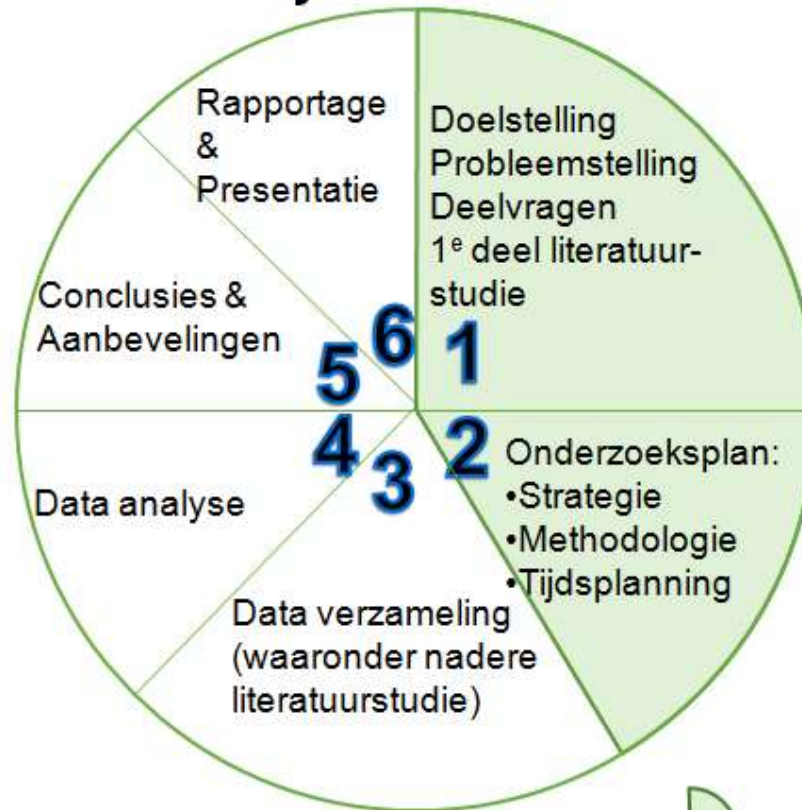 Doelstelling
Probleemstelling
Deelvragen
1e deel literatuur-
studie
1
2
Onderzoeksplan:
•Strategie
•Methodologie
•Tijdsplanning
3
Data verzameling
(waaronder nadere
literatuurstudie)
4
Data analyse
5
Conclusies &
Aanbevelingen
6
Rapportage
&
Presentatie